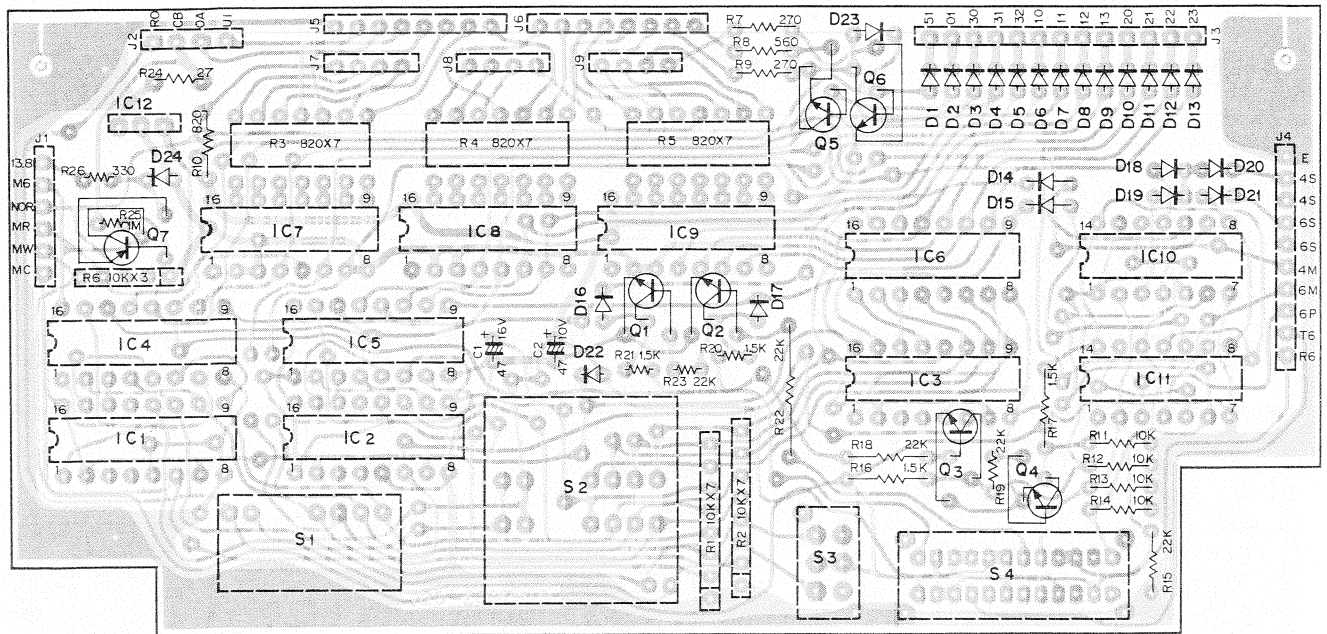 RO CB OA U1
J2
J5
J6
R7 270
R8 560
R9 270
D23
51 01 30 31 32 10 11 12 13 20 21 22 23
J3
R24 27
J7
J8
J9
Q6
Q5
D1 D2 D3 D4 D5 D6 D7 D8 D9 D10 D11 D12 D13
IC12
R10 820
R3 820X7
R4 820X7
R5 820X7
J1
13.8
M6
NOR
MR
MW
MC
R26 330
D24
R25
1M
Q7
R6 10KX3
J4
E
4S
4S
6S
6S
4M
6M
6P
T6
R6
D14
D15
D18
D19
D20
D21
16 9
IC7
1 8
16 9
IC8
1 8
16 9
IC9
1 8
16 9
IC6
1 8
14 8
IC10
1 7
D16
Q1
Q2
D17
16 9
IC4
1 8
16 9
IC5
1 8
C1 47 16V
C2 47 10V
D22
R21 1.5K
R20 1.5K
R23 22K
R22 22K
16 9
IC3
1 8
R17 1.5K
14 8
IC11
1 7
16 9
IC1
1 8
16 9
IC2
1 8
R18 22K
R16 1.5K
Q3
R19 22K
Q4
R11 10K
R12 10K
R13 10K
R14 10K
S1
S2
R1 10KX7
R2 10KX7
S3
S4
R15 22K